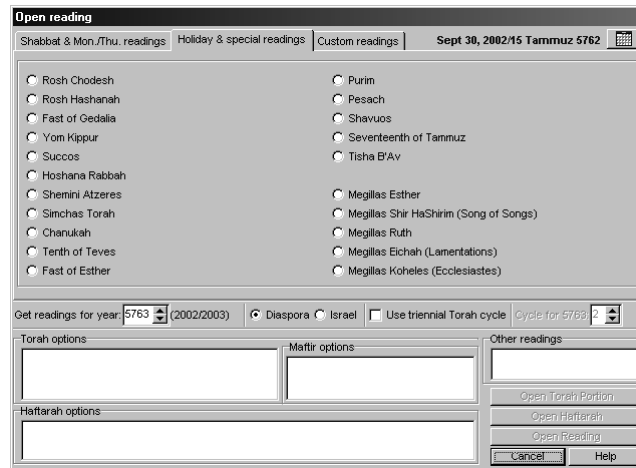 Open reading
Shabbat & Mon./Thu. readings Holiday & special readings Custom readings Sept 30, 2002/15 Tammuz 5762
Rosh Chodesh
Rosh Hashanah
Fast of Gedalia
Yom Kippur
Succos
Hoshana Rabbah
Shemini Atzeres
Simchas Torah
Chanukah
Tenth of Teves
Fast of Esther
Purim
Pesach
Shavuos
Seventeenth of Tammuz
Tisha B'Av
Megillas Esther
Megillas Shir HaShirim (Song of Songs)
Megillas Ruth
Megillas Eichah (Lamentations)
Megillas Koheles (Ecclesiastes)
Get readings for year: 5763 (2002/2003) Diaspora Israel Use triennial Torah cycle Cycle for 5763: 2
Torah options
Maftir options
Other readings
Haftarah options
Open Torah Portion
Open Haftarah
Open Reading
Cancel Help